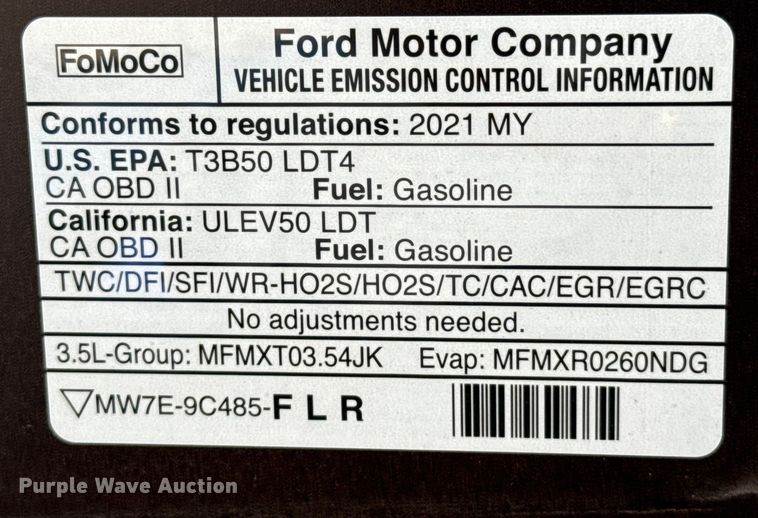 FoMoCo
Ford Motor Company
VEHICLE EMISSION CONTROL INFORMATION
Conforms to regulations: 2021 MY
U.S. EPA: T3B50 LDT4
CA OBD II Fuel: Gasoline
California: ULEV50 LDT
CA OBD II Fuel: Gasoline
TWC/DFI/SFI/WR-HO2S/HO2S/TC/CAC/EGR/EGRC
No adjustments needed.
3.5L-Group: MFMXT03.54JK Evap: MFMXR0260NDG
▽MW7E-9C485-F L R
Purple Wave Auction